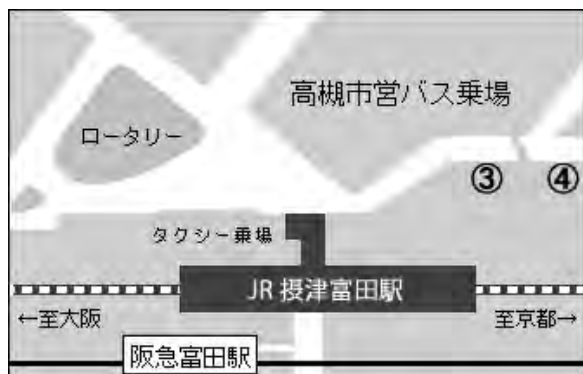 高槻市営バス乗場
ロータリー
③
④
タクシー乗場
JR 摂津富田駅
←至大阪
至京都→
阪急富田駅